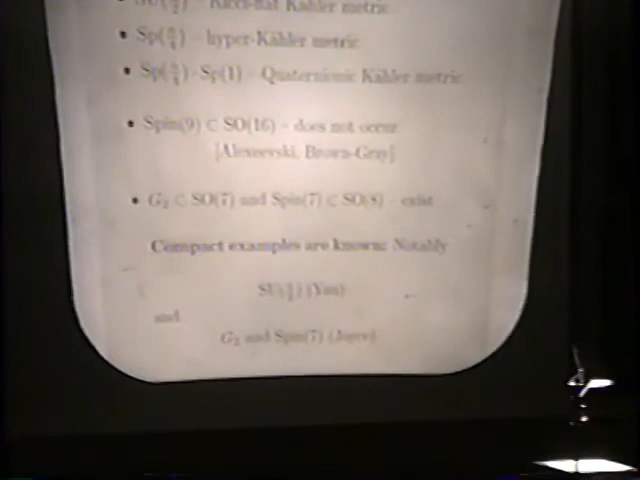 • SU(n/2) – Ricci-flat Kähler metric
• Sp(n/4) – hyper-Kähler metric
• Sp(n/4) · Sp(1) – Quaternionic Kähler metric
• Spin(9) ⊂ SO(16) – does not occur
[Alexeevski, Brown-Gray]
• G₂ ⊂ SO(7) and Spin(7) ⊂ SO(8) – exist
Compact examples are known: Notably
SU(n/2) (Yau)
and
G₂ and Spin(7) (Joyce)